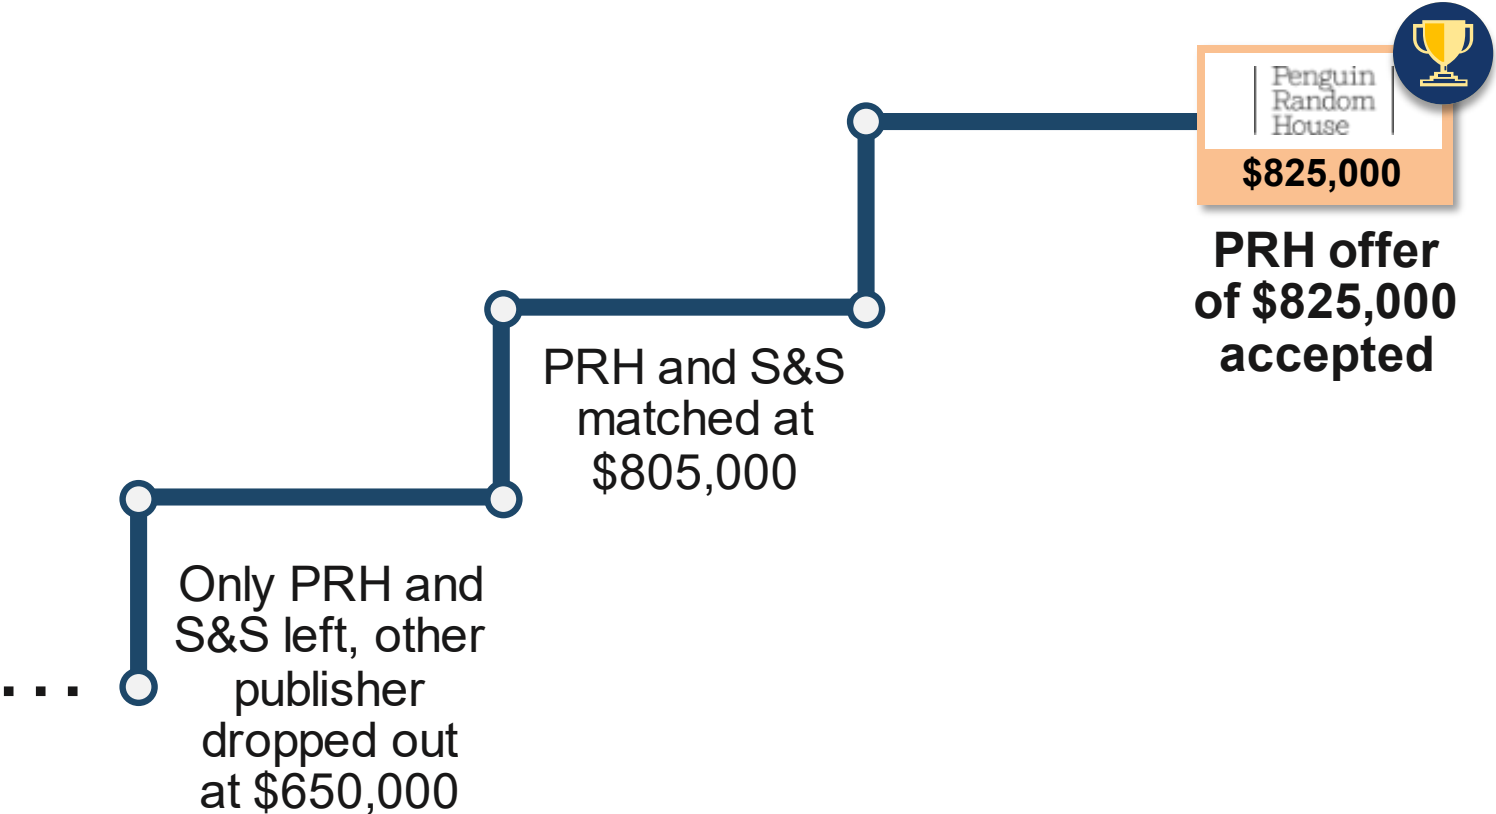 Penguin
Random
House
$825,000
PRH offer
of $825,000
accepted
PRH and S&S
matched at
$805,000
Only PRH and
S&S left, other
publisher
dropped out
at $650,000
...